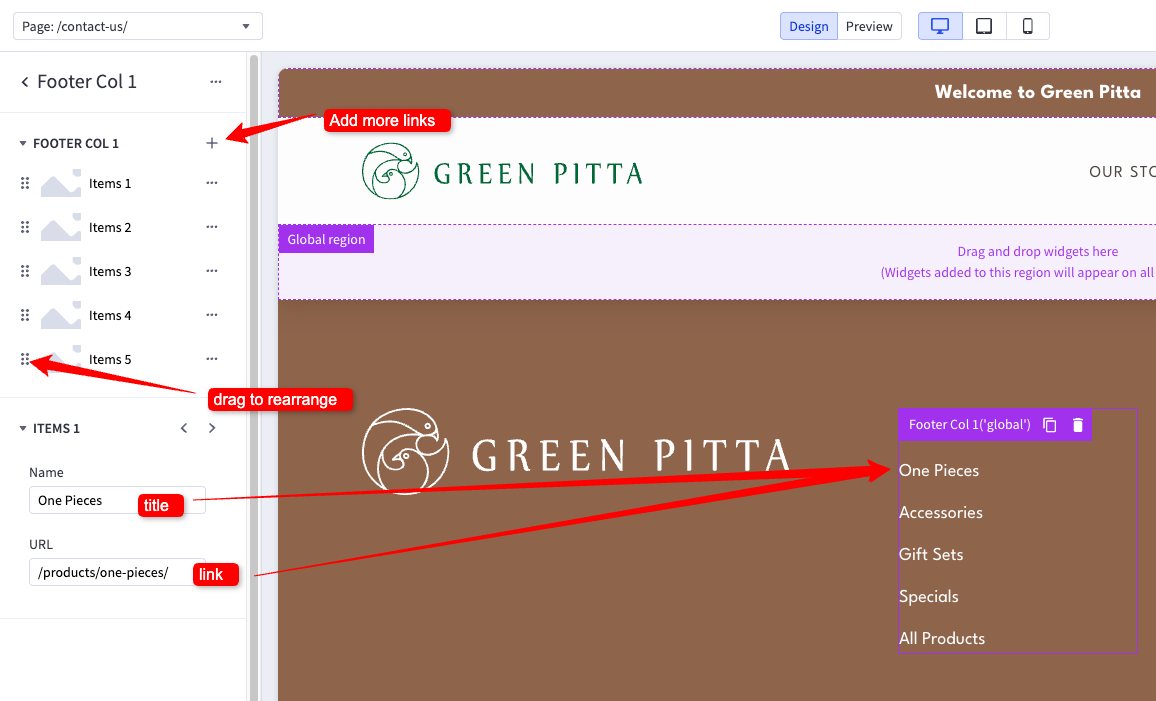 Page: /contact-us/
Design
Preview
Footer Col 1
Welcome to Green Pitta
Add more links
FOOTER COL 1
GREEN PITTA
OUR STO
Items 1
Items 2
Global region
Drag and drop widgets here
(Widgets added to this region will appear on all
Items 3
Items 4
Items 5
drag to rearrange
ITEMS 1
Footer Col 1('global')
GREEN PITTA
Name
One Pieces
title
One Pieces
Accessories
URL
Gift Sets
/products/one-pieces/
link
Specials
All Products